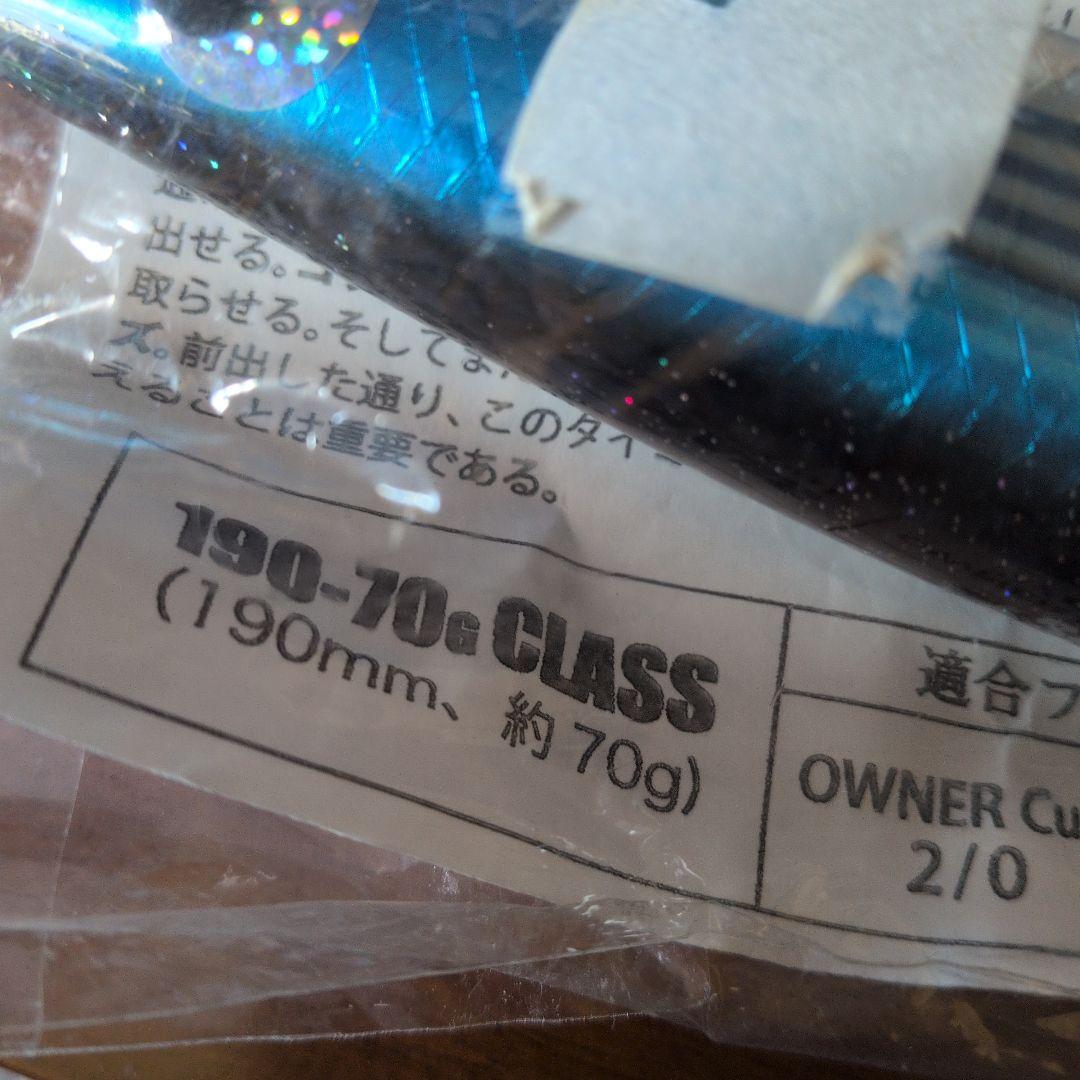 出せる。
取らせる。そしてま
ズ。前出した通り、このタイ
えることは重要である。
190-70G CLASS
(190mm、約70g)
適合フ
OWNER Cu
2/0